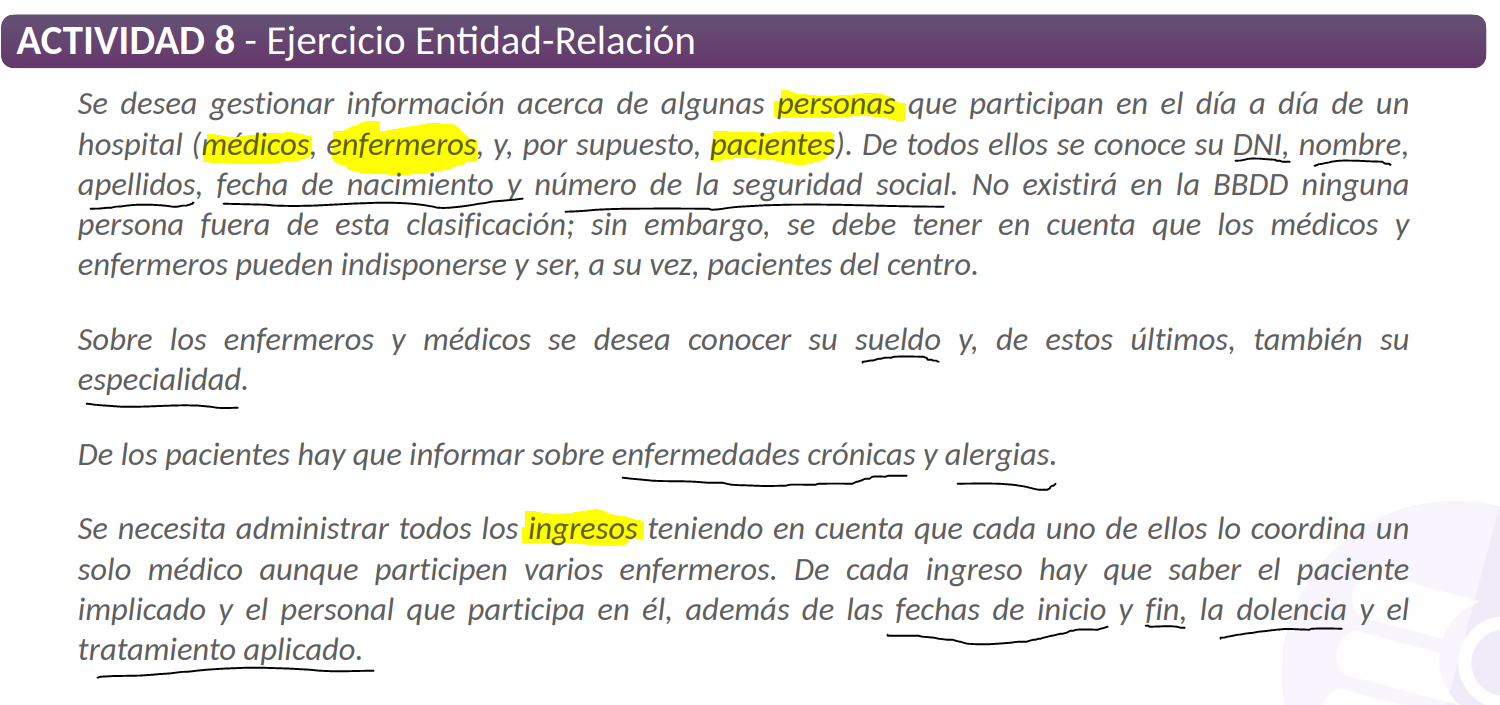 ACTIVIDAD 8 - Ejercicio Entidad-Relación
Se desea gestionar información acerca de algunas personas que participan en el día a día de un
hospital (médicos, enfermeros, y, por supuesto, pacientes). De todos ellos se conoce su DNI, nombre,
apellidos, fecha de nacimiento y número de la seguridad social. No existirá en la BBDD ninguna
persona fuera de esta clasificación; sin embargo, se debe tener en cuenta que los médicos y
enfermeros pueden indisponerse y ser, a su vez, pacientes del centro.
Sobre los enfermeros y médicos se desea conocer su sueldo y, de estos últimos, también su
especialidad.
De los pacientes hay que informar sobre enfermedades crónicas y alergias.
Se necesita administrar todos los ingresos teniendo en cuenta que cada uno de ellos lo coordina un
solo médico aunque participen varios enfermeros. De cada ingreso hay que saber el paciente
implicado y el personal que participa en él, además de las fechas de inicio y fin, la dolencia y el
tratamiento aplicado.